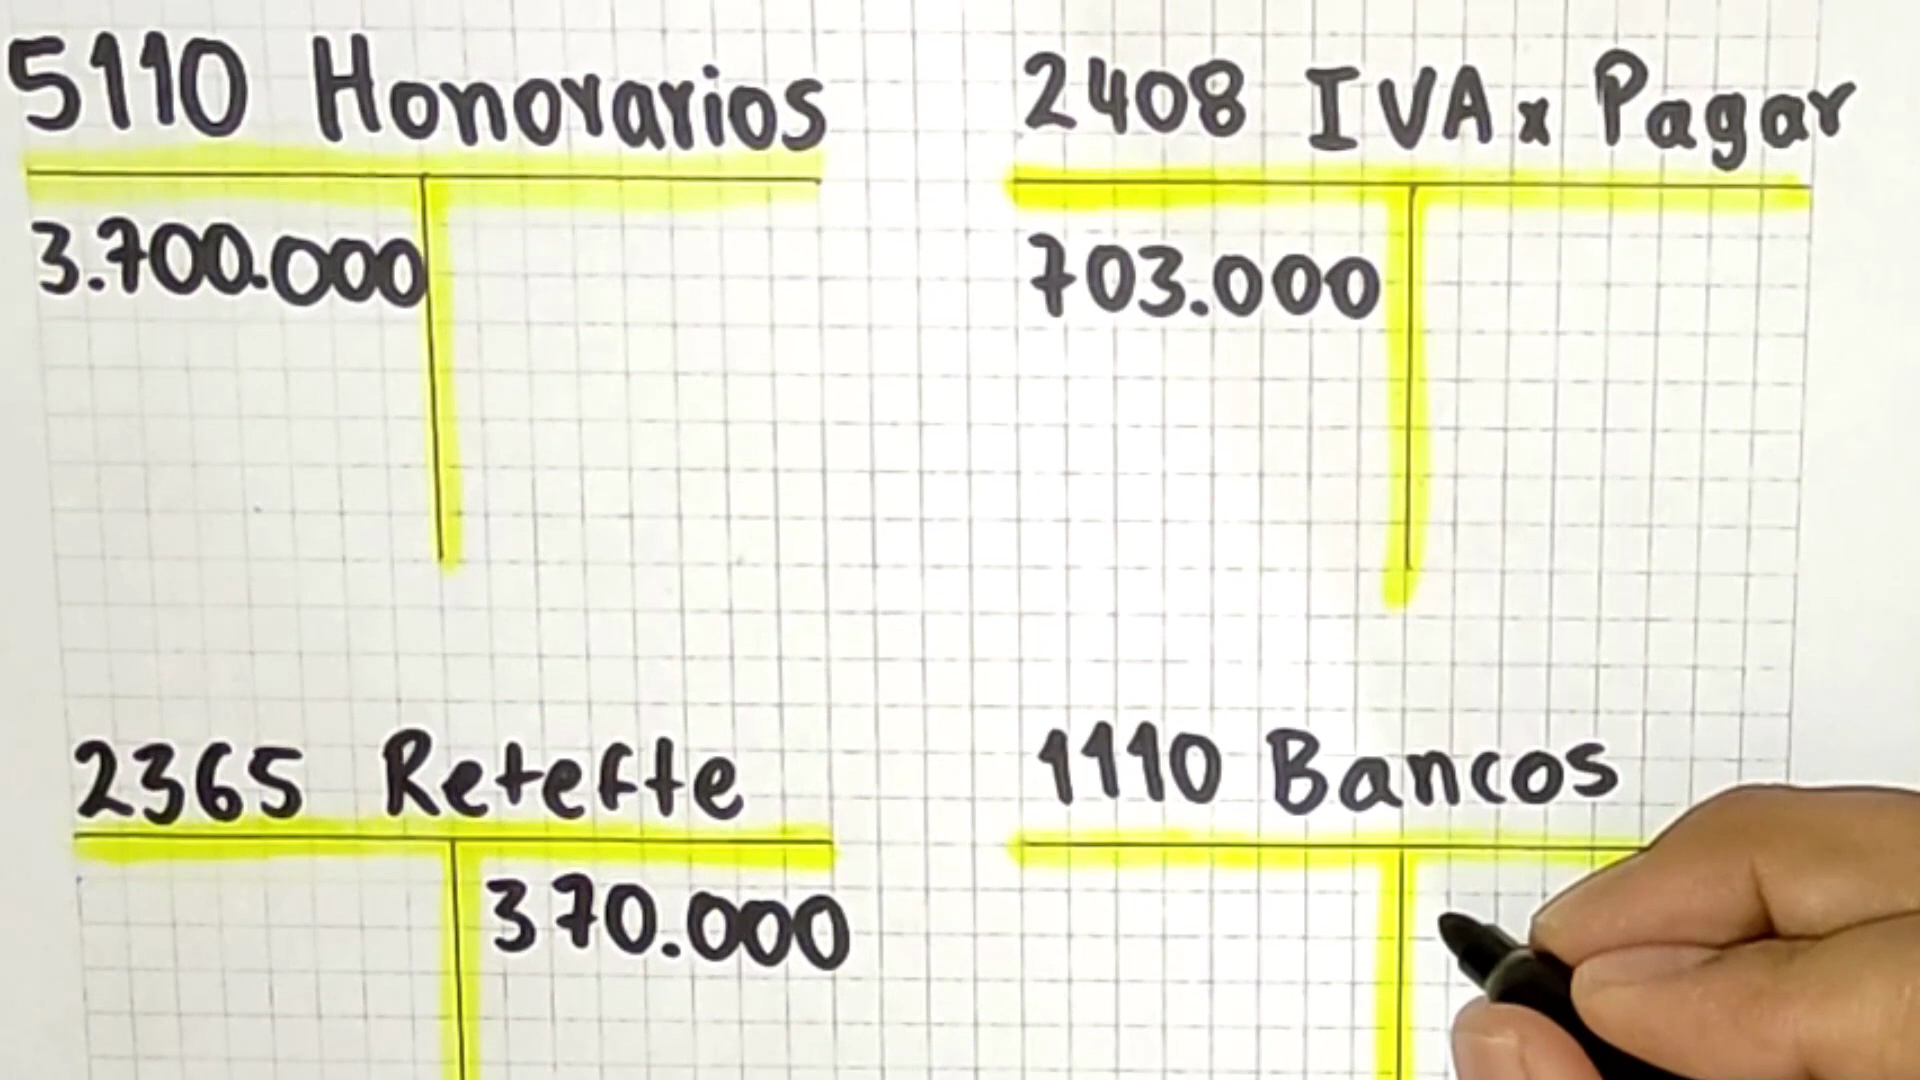 5110 Honorarios
3.700.000
2408 IVA x Pagar
703.000
2365 Retefte
370.000
1110 Bancos